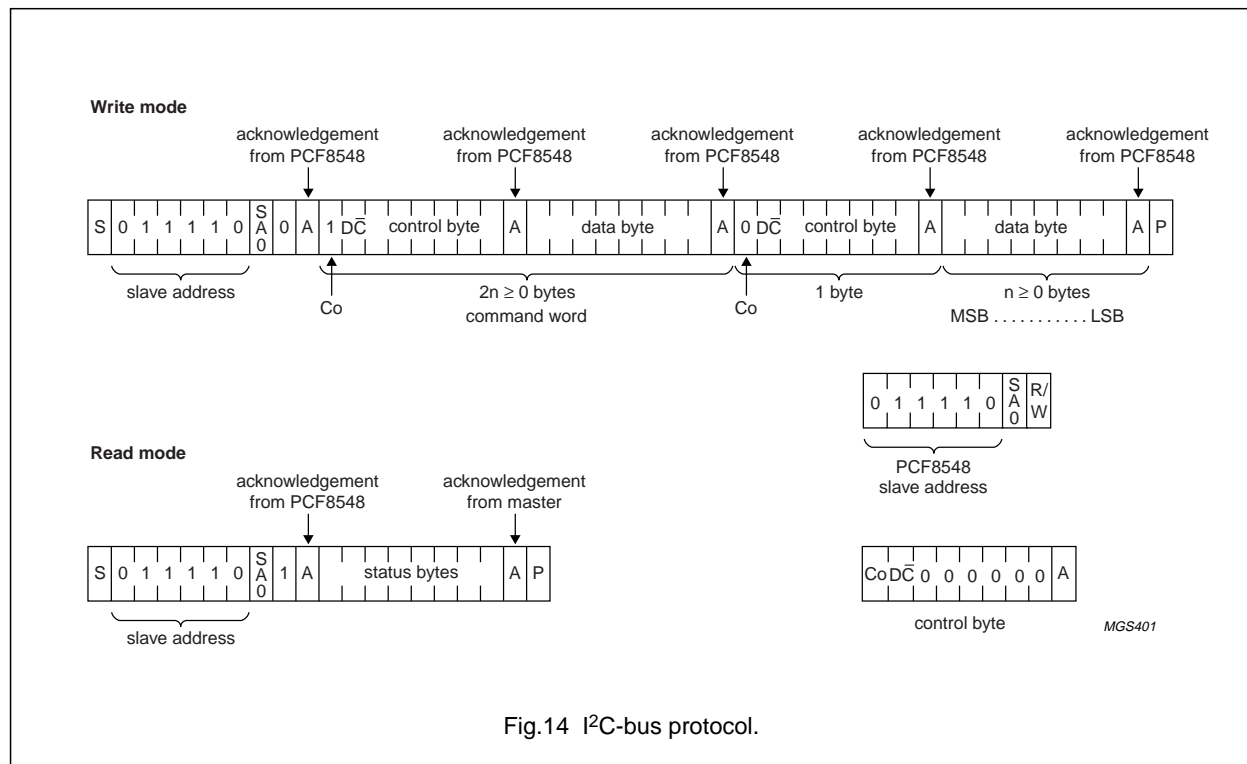 Write mode
acknowledgement from PCF8548
acknowledgement from PCF8548
acknowledgement from PCF8548
acknowledgement from PCF8548
acknowledgement from PCF8548
S 0 1 1 1 1 0 SA0 0 A 1 DC̅ control byte A data byte A 0 DC̅ control byte A data byte A P
slave address
Co
2n ≥ 0 bytes
command word
Co
1 byte
n ≥ 0 bytes
MSB . . . . . . . . . . . LSB
0 1 1 1 1 0 SA0 R/W
PCF8548
slave address
Read mode
acknowledgement from PCF8548
acknowledgement from master
S 0 1 1 1 1 0 SA0 1 A status bytes A P
slave address
Co DC̅ 0 0 0 0 0 0 A
control byte
MGS401
Fig.14 I²C-bus protocol.